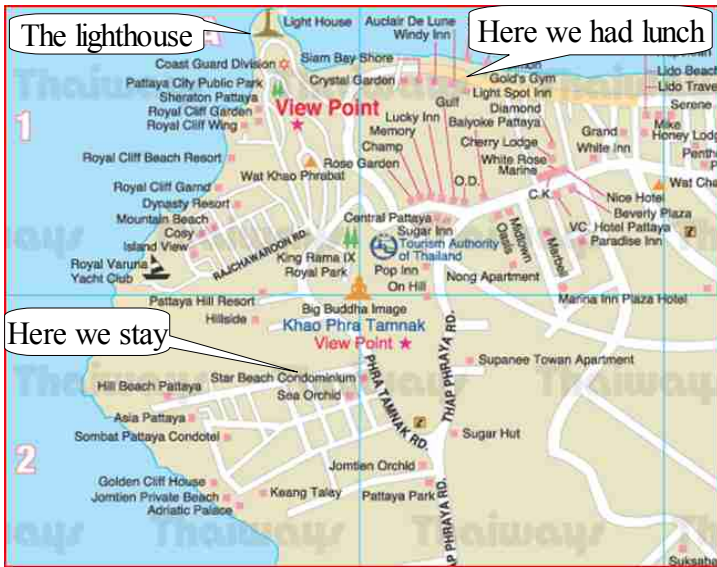 The lighthouse
Light House
Auclair De Lune
Windy Inn
Here we had lunch
Coast Guard Division
Siam Bay Shore
Pattaya City Public Park
Crystal Garden
Gold's Gym
Lido Beach
Sheraton Pattaya
Light Spot Inn
Lido Trave
Royal Cliff Garden
View Point
Gulf
Diamond
Serene
Royal Cliff Wing
Lucky Inn
Baiyoke Pattaya
Mike
1
Memory
Cherry Lodge
Grand
Honey Lodg
Royal Cliff Beach Resort
Champ
White Rose
White Inn
Penth
Rose Garden
Marine
Wat Khao Phrabat
O.D.
Wat Cha
Royal Cliff Garnd
C.K.
Nice Hotel
Dynasty Resort
Beverly Plaza
Mountain Beach
Central Pattaya
VC Hotel Pattaya
Cosy
Sugar Inn
Paradise Inn
Island View
RAJCHAWAROON RD.
King Rama IX
Royal Park
Tourism Authority
of Thailand
Oasis
Midtown
Marbell
Royal Varuna
Yacht Club
Pop Inn
Nong Apartment
On Hill
Pattaya Hill Resort
Marina Inn Plaza Hotel
Big Buddha Image
Hillside
Khao Phra Tamnak
Here we stay
View Point
THAP PHRAYA RD.
PHRA TAMNAK RD.
Supanee Towan Apartment
Star Beach Condominium
Hill Beach Pattaya
Sea Orchid
Asia Pattaya
Sombat Pattaya Condotel
Sugar Hut
2
Jomtien Orchid
Golden Cliff House
Keang Talay
Pattaya Park
Jomtien Private Beach
Adriatic Palace
AP PHRAYA RD.
Suksaba
Thaiways